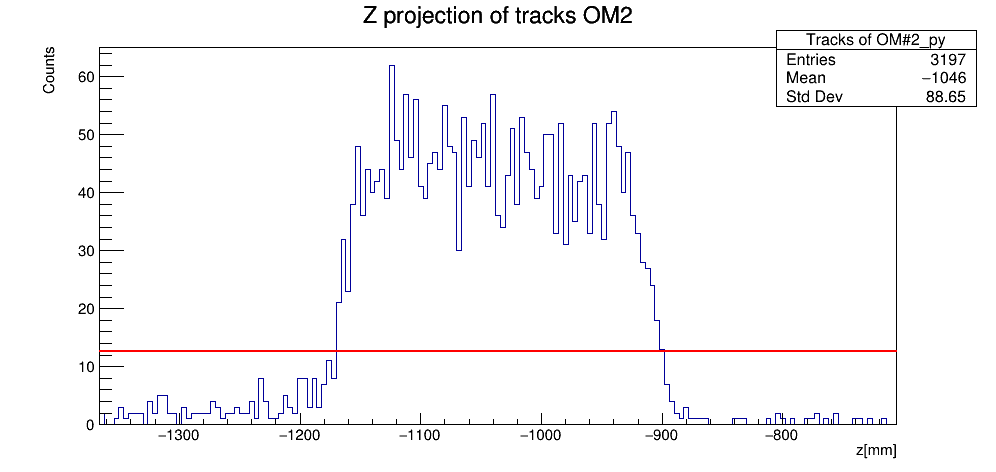 Z projection of tracks OM2
Tracks of OM#2_py
Entries 3197
Mean −1046
Std Dev 88.65
Counts
60
50
40
30
20
10
0
−1300 −1200 −1100 −1000 −900 −800
z[mm]